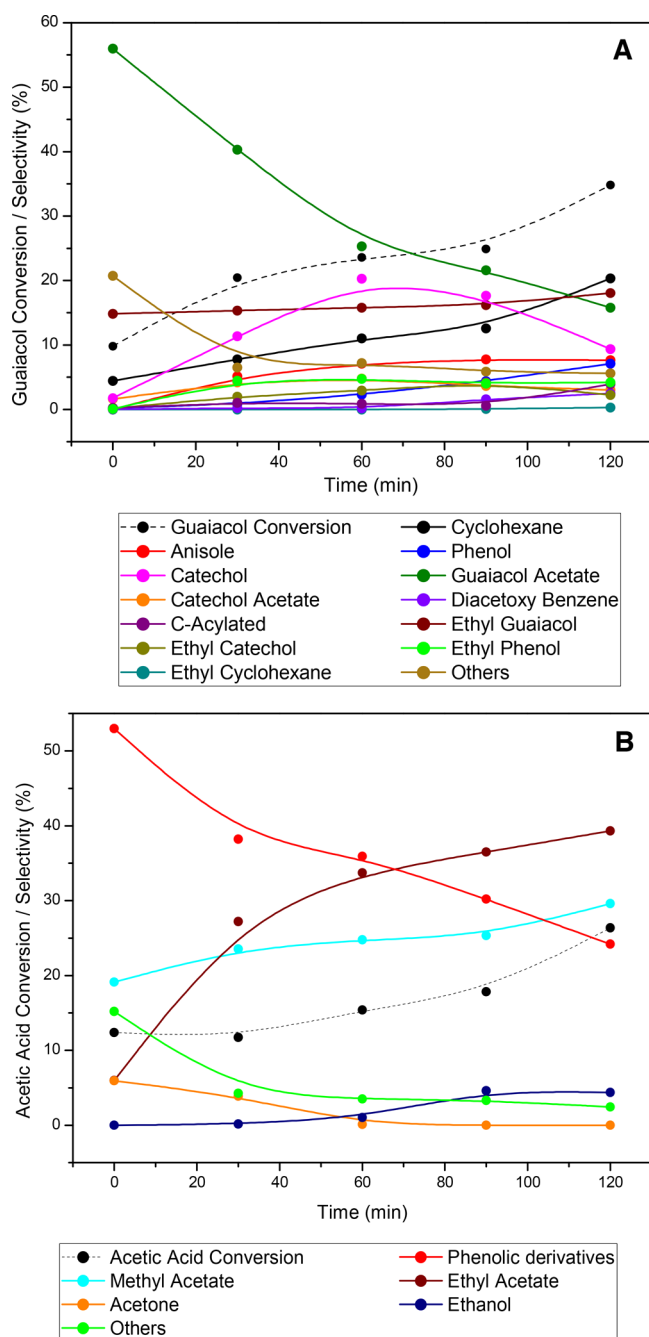 A
Guaiacol Conversion / Selectivity (%)
60
50
40
30
20
10
0
0 20 40 60 80 100 120
Time (min)
Guaiacol Conversion Cyclohexane
Anisole Phenol
Catechol Guaiacol Acetate
Catechol Acetate Diacetoxy Benzene
C-Acylated Ethyl Guaiacol
Ethyl Catechol Ethyl Phenol
Ethyl Cyclohexane Others
B
Acetic Acid Conversion / Selectivity (%)
50
40
30
20
10
0
0 20 40 60 80 100 120
Time (min)
Acetic Acid Conversion Phenolic derivatives
Methyl Acetate Ethyl Acetate
Acetone Ethanol
Others